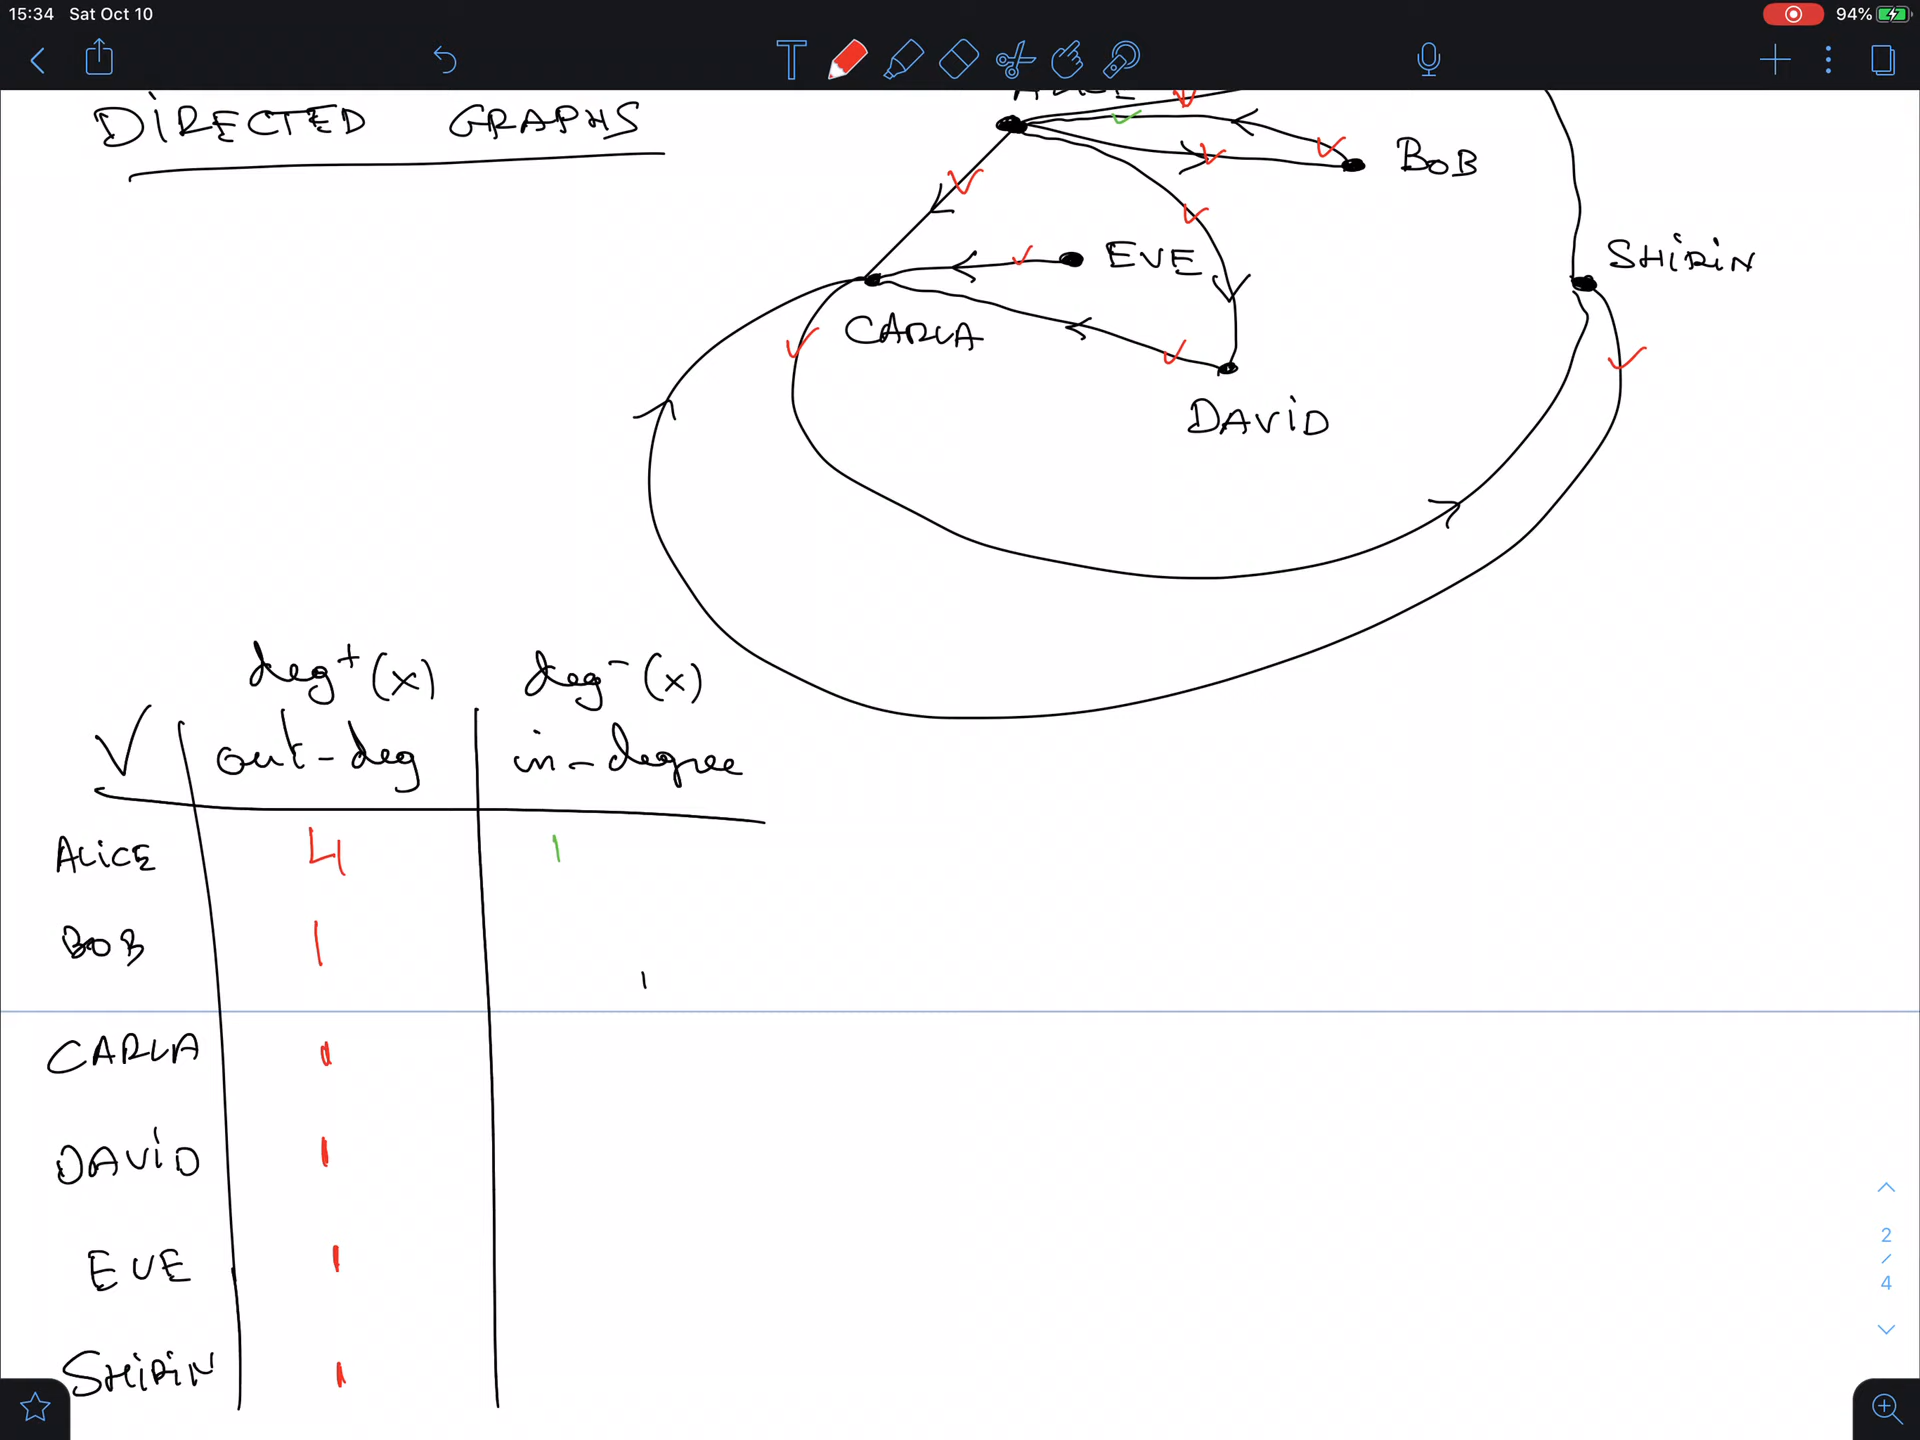 15:34 Sat Oct 10
94%
DIRECTED GRAPHS
BOB
SHIRIN
EVE
CARLA
DAVID
deg⁺(x) deg⁻(x)
V out-deg in-degree
ALICE 4 1
BOB 1
CARLA 1
DAVID 1
EVE 1
SHIRIN 1
2
/
4